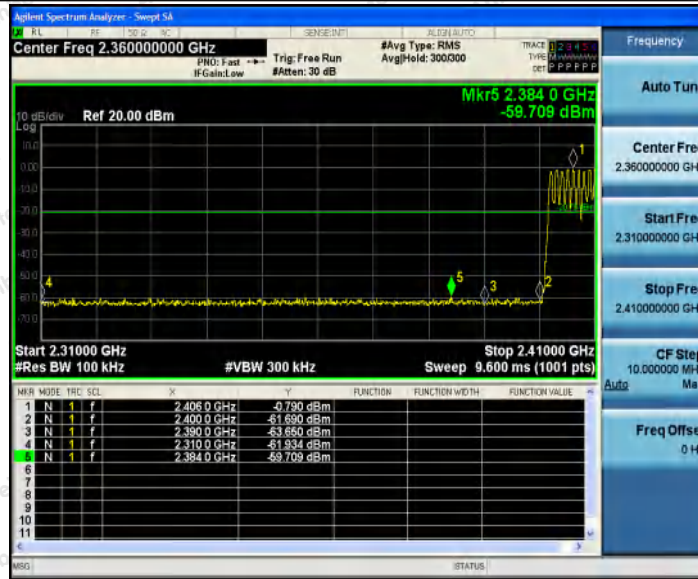 Agilent Spectrum Analyzer - Swept SA
RL RF 50 Ω AC SENSE:INT ALIGN AUTO
Center Freq 2.360000000 GHz
PNO: Fast
IFGain:Low
Trig: Free Run
#Atten: 30 dB
#Avg Type: RMS
Avg|Hold: 300/300
TRACE 1 2 3 4 5 6
TYPE M
DET P P P P P P
Mkr5 2.384 0 GHz
-59.709 dBm
10 dB/div Ref 20.00 dBm
Log
10.0
0.00
-10.0
-20.0
-30.0
-40.0
-50.0
-60.0
-70.0
1
2
3
4
5
Start 2.31000 GHz
Stop 2.41000 GHz
#Res BW 100 kHz
#VBW 300 kHz
Sweep 9.600 ms (1001 pts)
MKR MODE TRC SCL X Y FUNCTION FUNCTION WIDTH FUNCTION VALUE
1 N 1 f 2.406 0 GHz -0.790 dBm
2 N 1 f 2.400 0 GHz -61.690 dBm
3 N 1 f 2.390 0 GHz -63.650 dBm
4 N 1 f 2.310 0 GHz -61.934 dBm
5 N 1 f 2.384 0 GHz -59.709 dBm
6
7
8
9
10
11
MSG
STATUS
Frequency
Auto Tun
Center Fre
2.360000000 GH
Start Fre
2.310000000 GH
Stop Fre
2.410000000 GH
CF Step
10.000000 MH
Auto Ma
Freq Offse
0 H